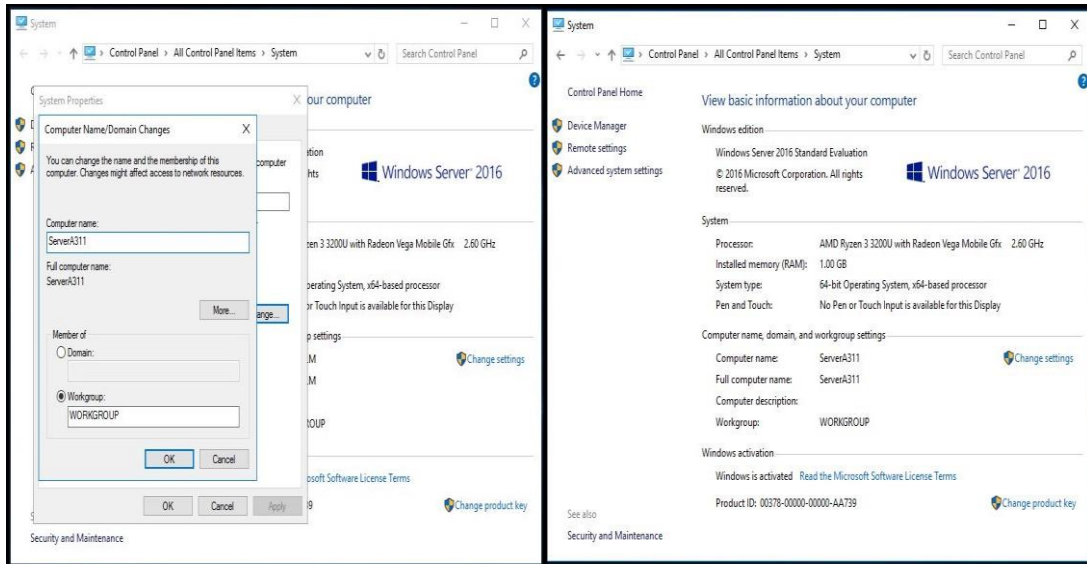 System
Control Panel > All Control Panel Items > System
Search Control Panel
System Properties
our computer
Computer Name/Domain Changes
You can change the name and the membership of this
computer. Changes might affect access to network resources.
computer
Computer name:
ServerA311
Full computer name:
ServerA311
More...
ange...
Member of
Domain:
Workgroup:
WORKGROUP
OK Cancel
OK Cancel Apply
ation
hts
Windows Server 2016
zen 3 3200U with Radeon Vega Mobile Gfx 2.60 GHz
perating System, x64-based processor
or Touch Input is available for this Display
p settings
.M
Change settings
.M
OUP
osoft Software License Terms
9
Change product key
Security and Maintenance
System
Control Panel > All Control Panel Items > System
Search Control Panel
Control Panel Home
Device Manager
Remote settings
Advanced system settings
View basic information about your computer
Windows edition
Windows Server 2016 Standard Evaluation
© 2016 Microsoft Corporation. All rights
reserved.
Windows Server 2016
System
Processor: AMD Ryzen 3 3200U with Radeon Vega Mobile Gfx 2.60 GHz
Installed memory (RAM): 1.00 GB
System type: 64-bit Operating System, x64-based processor
Pen and Touch: No Pen or Touch Input is available for this Display
Computer name, domain, and workgroup settings
Computer name: ServerA311
Change settings
Full computer name: ServerA311
Computer description:
Workgroup: WORKGROUP
Windows activation
Windows is activated Read the Microsoft Software License Terms
Product ID: 00378-00000-00000-AA739
Change product key
See also
Security and Maintenance